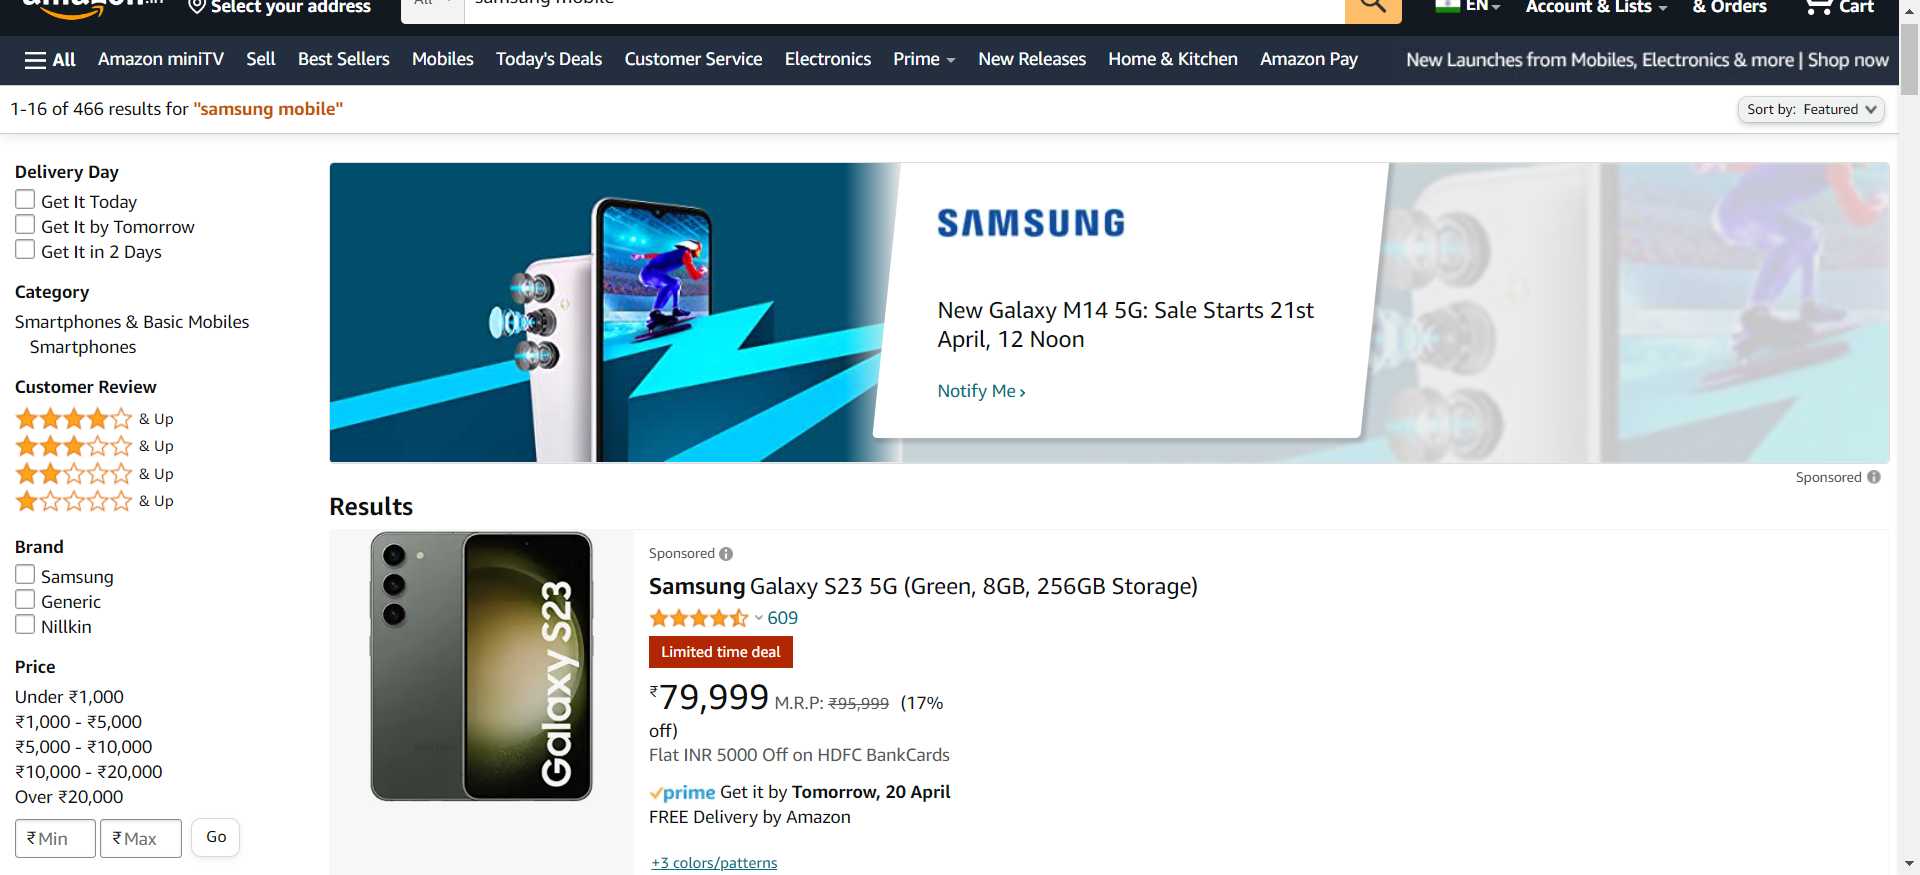 amazon.in
Select your address
All
samsung mobile
EN
Account & Lists
& Orders
Cart
All Amazon miniTV Sell Best Sellers Mobiles Today's Deals Customer Service Electronics Prime New Releases Home & Kitchen Amazon Pay New Launches from Mobiles, Electronics & more | Shop now
1-16 of 466 results for "samsung mobile"
Sort by: Featured
Delivery Day
Get It Today
Get It by Tomorrow
Get It in 2 Days
Category
Smartphones & Basic Mobiles
Smartphones
Customer Review
& Up
& Up
& Up
& Up
Brand
Samsung
Generic
Nillkin
Price
Under ₹1,000
₹1,000 - ₹5,000
₹5,000 - ₹10,000
₹10,000 - ₹20,000
Over ₹20,000
₹ Min ₹ Max Go
SAMSUNG
New Galaxy M14 5G: Sale Starts 21st
April, 12 Noon
Notify Me ›
Sponsored
Results
Galaxy S23
Sponsored
Samsung Galaxy S23 5G (Green, 8GB, 256GB Storage)
609
Limited time deal
₹79,999 M.R.P: ₹95,999 (17%
off)
Flat INR 5000 Off on HDFC BankCards
prime Get it by Tomorrow, 20 April
FREE Delivery by Amazon
+3 colors/patterns